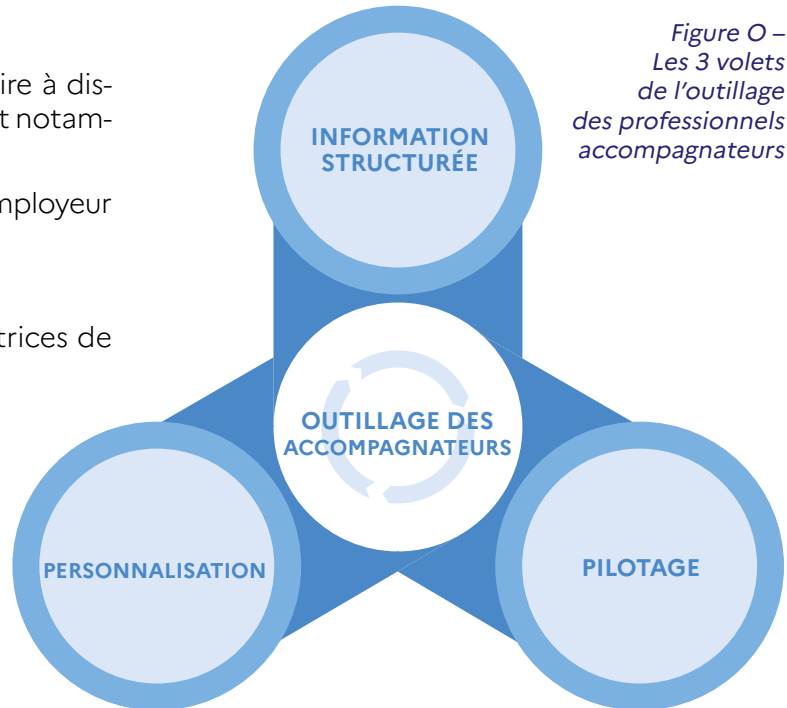 ire à dis-
t notam-
mployeur
trices de
Figure O –
Les 3 volets
de l’outillage
des professionnels
accompagnateurs
INFORMATION
STRUCTURÉE
OUTILLAGE DES
ACCOMPAGNATEURS
PERSONNALISATION
PILOTAGE